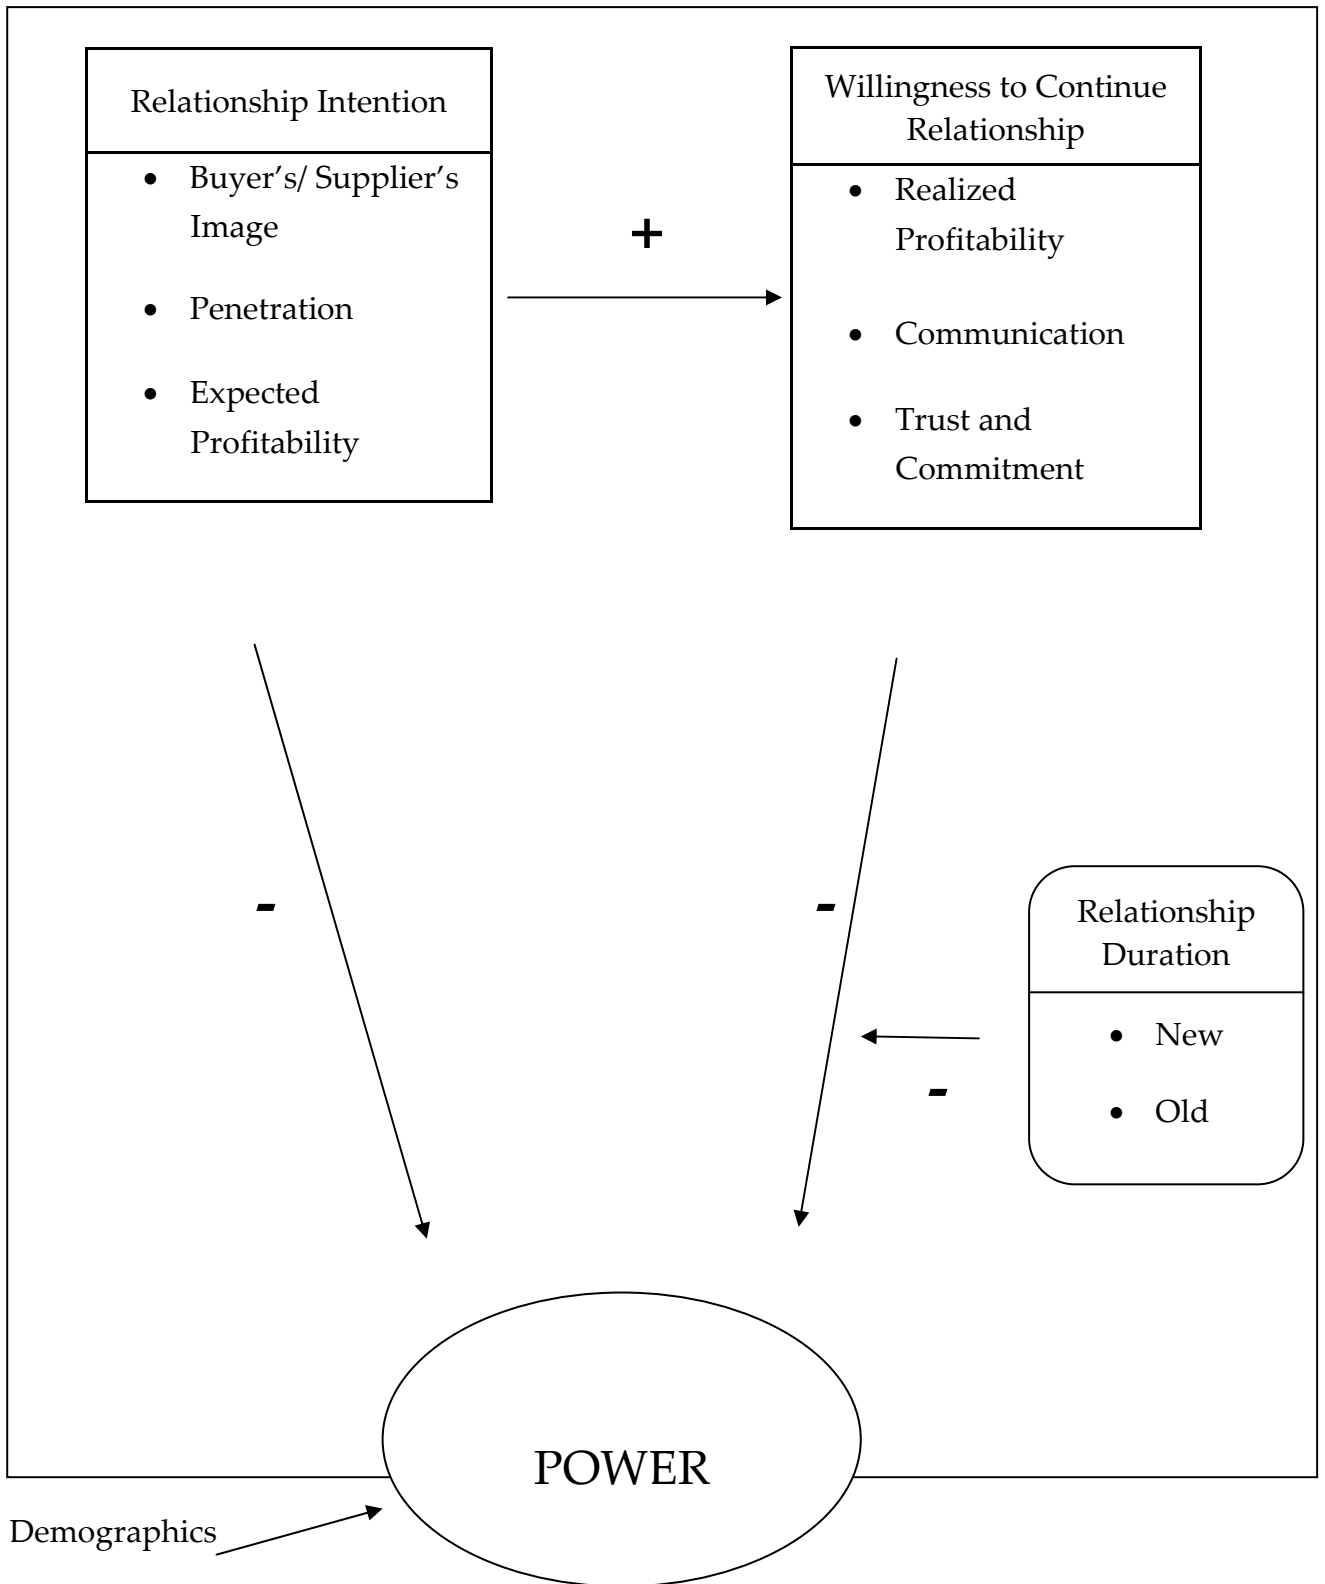 Relationship Intention
• Buyer’s/ Supplier’s
Image
• Penetration
• Expected
Profitability
+
Willingness to Continue
Relationship
• Realized
Profitability
• Communication
• Trust and
Commitment
-
-
Relationship
Duration
• New
• Old
-
POWER
Demographics